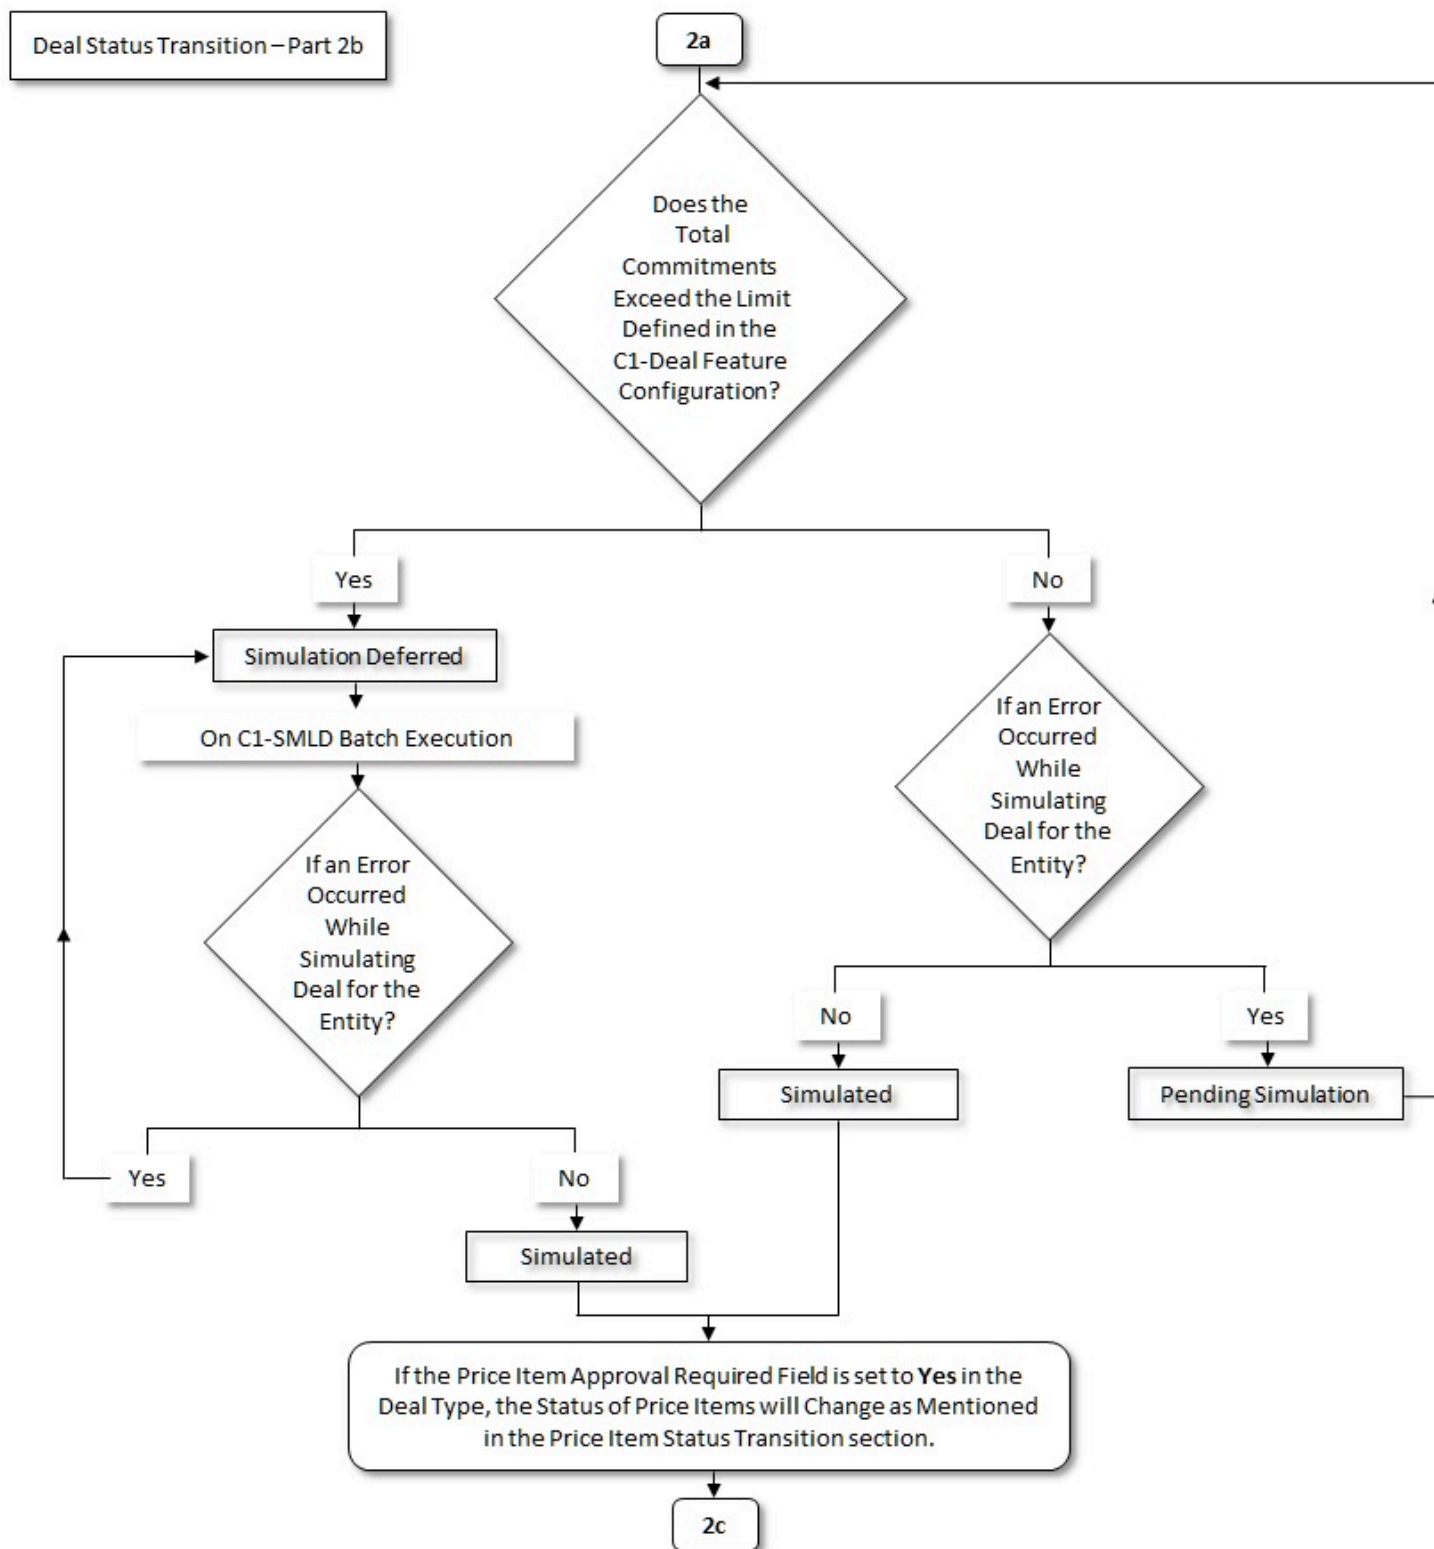 Deal Status Transition – Part 2b
2a
Does the
Total
Commitments
Exceed the Limit
Defined in the
C1-Deal Feature
Configuration?
Yes
No
Simulation Deferred
On C1-SMLD Batch Execution
If an Error
Occurred
While
Simulating
Deal for the
Entity?
If an Error
Occurred
While
Simulating
Deal for the
Entity?
No
Yes
Simulated
Pending Simulation
Yes
No
Simulated
If the Price Item Approval Required Field is set to Yes in the
Deal Type, the Status of Price Items will Change as Mentioned
in the Price Item Status Transition section.
2c